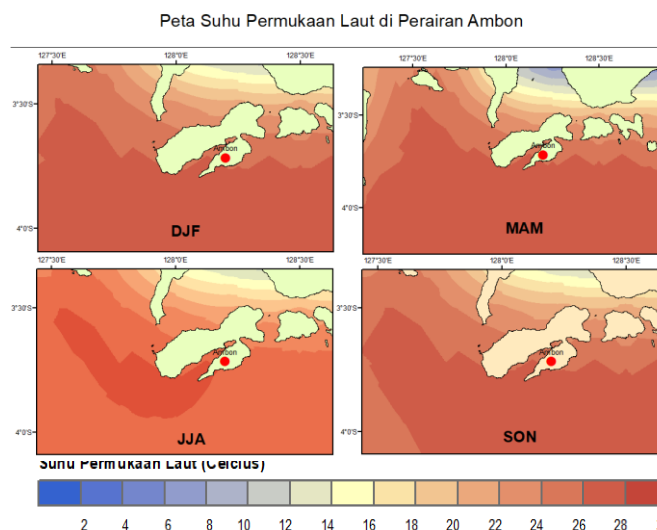 Peta Suhu Permukaan Laut di Perairan Ambon
127°30'E 128°0'E 128°30'E
3°30'S
4°0'S
Ambon
DJF
127°30'E 128°0'E 128°30'E
3°30'S
4°0'S
Ambon
MAM
127°30'E 128°0'E 128°30'E
3°30'S
4°0'S
Ambon
JJA
127°30'E 128°0'E 128°30'E
3°30'S
4°0'S
Ambon
SON
Suhu Permukaan Laut (Celcius)
2 4 6 8 10 12 14 16 18 20 22 24 26 28